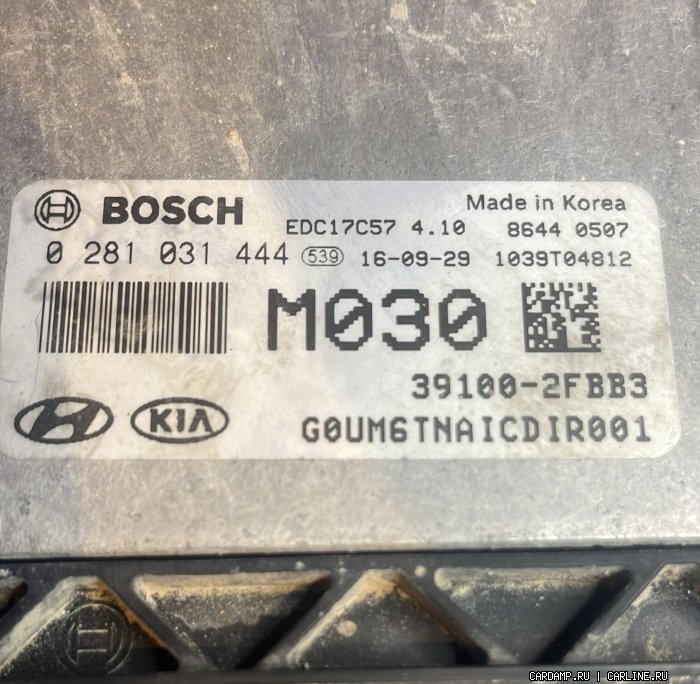 BOSCH
Made in Korea
EDC17C57 4.10
8644 0507
0 281 031 444 539 16-09-29 1039T04812
M030
39100-2FBB3
KIA
G0UM6TNAICDIR001
CARDAMP.RU | CARLINE.RU